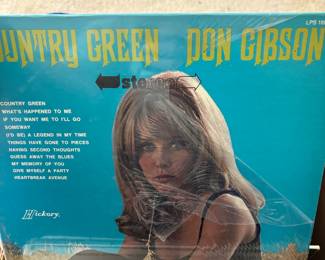 OUNTRY GREEN DON GIBSON
LPS
stereo
COUNTRY GREEN
WHAT'S HAPPENED TO ME
IF YOU WANT ME TO I'LL GO
SOMEWAY
(I'D BE) A LEGEND IN MY TIME
THINGS HAVE GONE TO PIECES
HAVING SECOND THOUGHTS
GUESS AWAY THE BLUES
MY MEMORY OF YOU
GIVE MYSELF A PARTY
HEARTBREAK AVENUE
Hickory